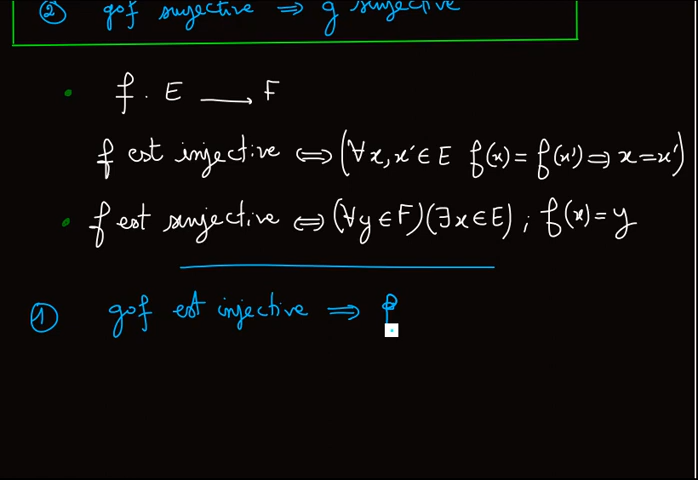 ② gof surjective ⇒ g surjective
f . E ⟶ F
f est injective ⇔ (∀x, x' ∈ E f(x) = f(x') ⇒ x = x')
f est surjective ⇔ (∀y ∈ F) (∃x ∈ E) ; f(x) = y
① gof est injective ⇒ f